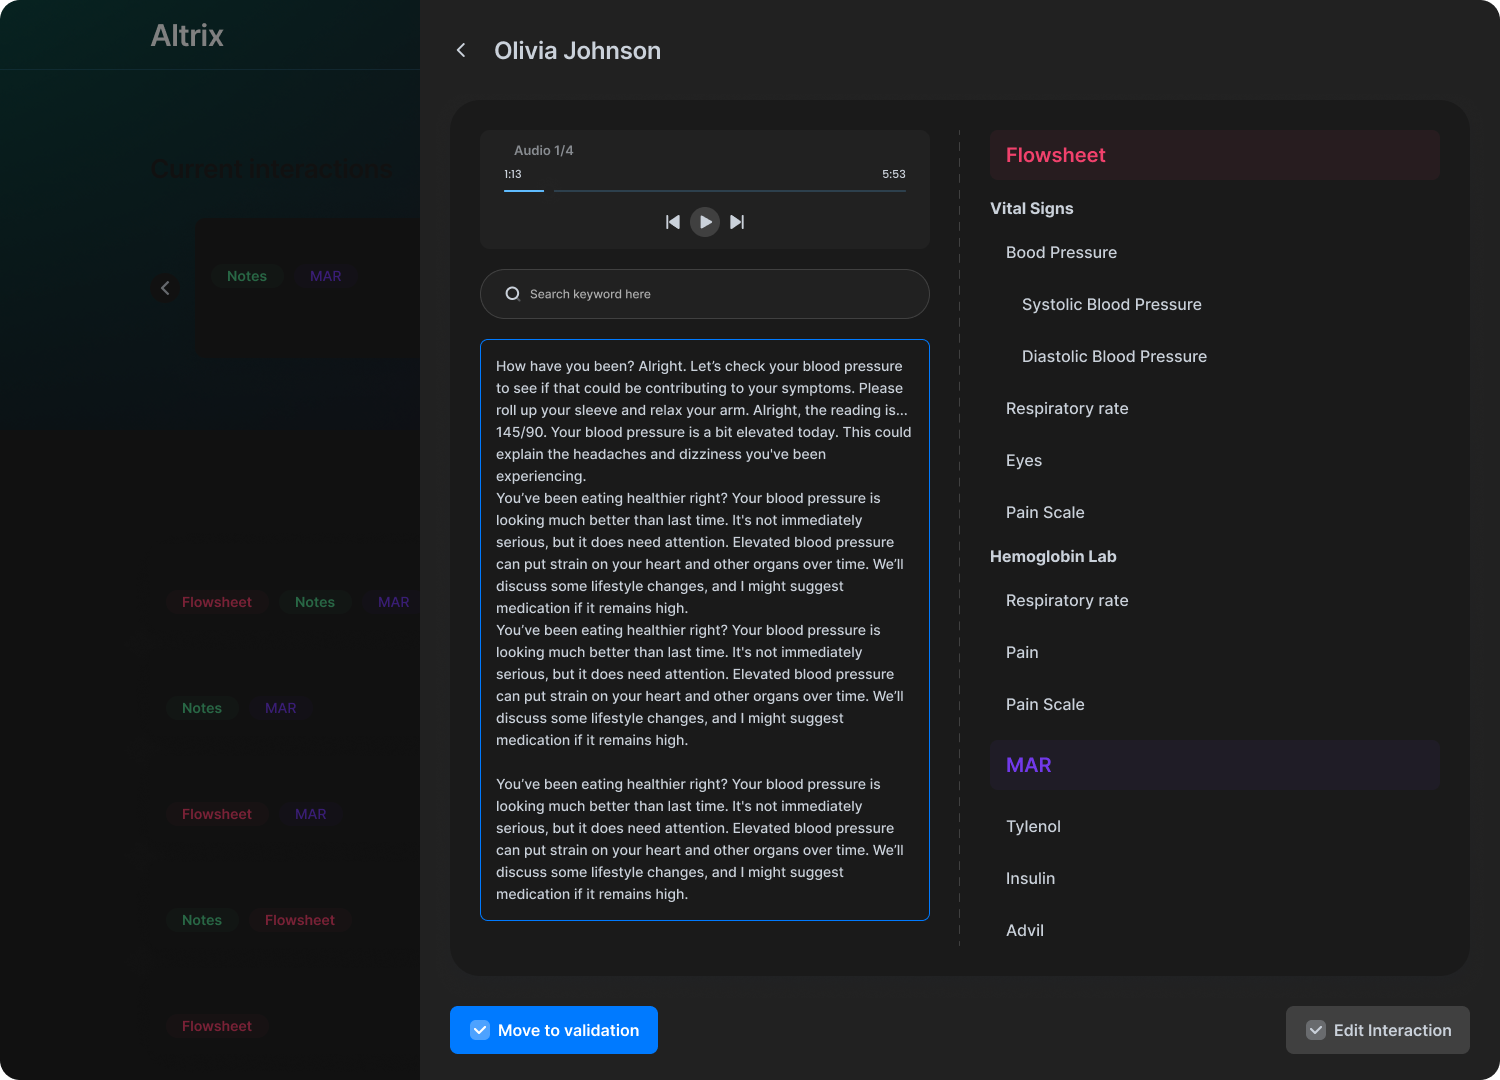 Altrix
Current Interactions
Notes MAR
Flowsheet Notes MAR
Notes MAR
Flowsheet MAR
Notes Flowsheet
Flowsheet
Olivia Johnson
Audio 1/4
1:13 5:53
Search keyword here
How have you been? Alright. Let’s check your blood pressure
to see if that could be contributing to your symptoms. Please
roll up your sleeve and relax your arm. Alright, the reading is...
145/90. Your blood pressure is a bit elevated today. This could
explain the headaches and dizziness you've been
experiencing.
You’ve been eating healthier right? Your blood pressure is
looking much better than last time. It's not immediately
serious, but it does need attention. Elevated blood pressure
can put strain on your heart and other organs over time. We’ll
discuss some lifestyle changes, and I might suggest
medication if it remains high.
You’ve been eating healthier right? Your blood pressure is
looking much better than last time. It's not immediately
serious, but it does need attention. Elevated blood pressure
can put strain on your heart and other organs over time. We’ll
discuss some lifestyle changes, and I might suggest
medication if it remains high.
You’ve been eating healthier right? Your blood pressure is
looking much better than last time. It's not immediately
serious, but it does need attention. Elevated blood pressure
can put strain on your heart and other organs over time. We’ll
discuss some lifestyle changes, and I might suggest
medication if it remains high.
Flowsheet
Vital Signs
Bood Pressure
Systolic Blood Pressure
Diastolic Blood Pressure
Respiratory rate
Eyes
Pain Scale
Hemoglobin Lab
Respiratory rate
Pain
Pain Scale
MAR
Tylenol
Insulin
Advil
Move to validation
Edit Interaction